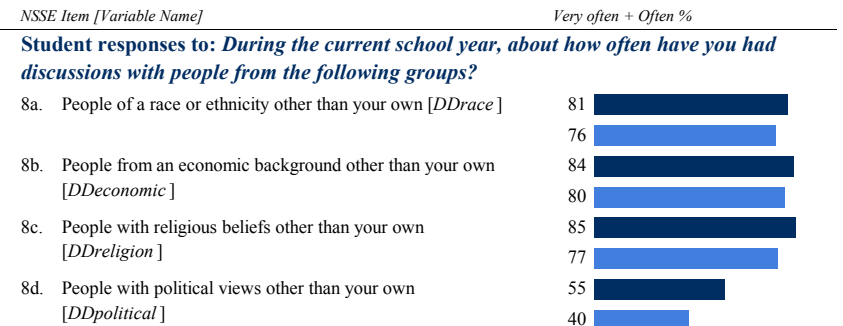 NSSE Item [Variable Name] Very often + Often %
Student responses to: During the current school year, about how often have you had
discussions with people from the following groups?
8a. People of a race or ethnicity other than your own [DDrace ] 81
76
8b. People from an economic background other than your own 84
[DDeconomic ] 80
8c. People with religious beliefs other than your own 85
[DDreligion ] 77
8d. People with political views other than your own 55
[DDpolitical ] 40